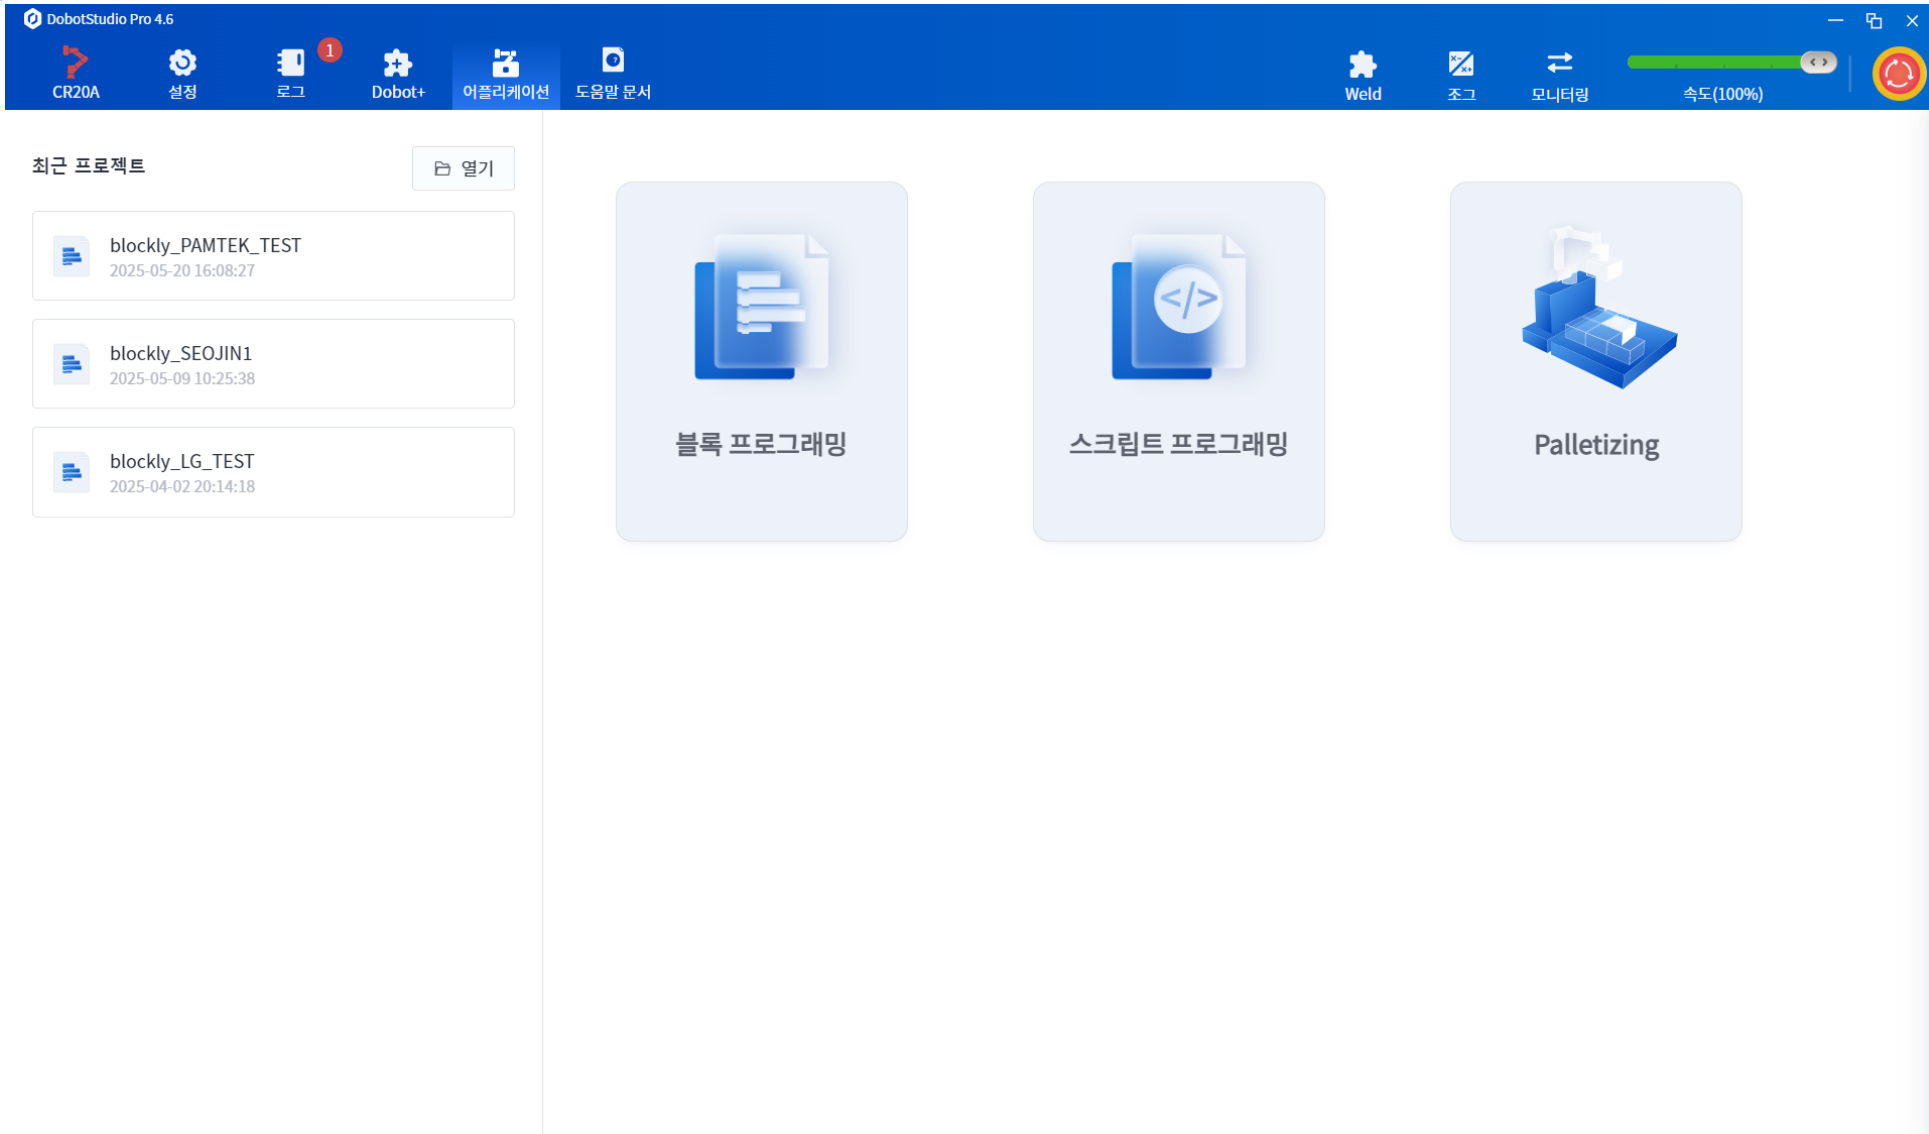 DobotStudio Pro 4.6
CR20A
설정
로그
1
Dobot+
어플리케이션
도움말 문서
Weld
조그
모니터링
속도(100%)
최근 프로젝트
열기
blockly_PAMTEK_TEST
2025-05-20 16:08:27
blockly_SEOJIN1
2025-05-09 10:25:38
blockly_LG_TEST
2025-04-02 20:14:18
블록 프로그래밍
</>
스크립트 프로그래밍
Palletizing